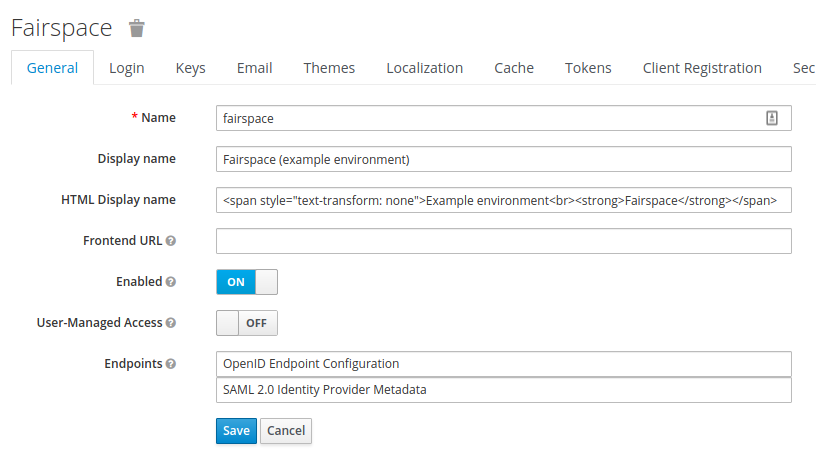 Fairspace
General Login Keys Email Themes Localization Cache Tokens Client Registration Sec
* Name fairspace
Display name Fairspace (example environment)
HTML Display name <span style="text-transform: none">Example environment<br><strong>Fairspace</strong></span>
Frontend URL
Enabled ON
User-Managed Access OFF
Endpoints OpenID Endpoint Configuration
SAML 2.0 Identity Provider Metadata
Save Cancel